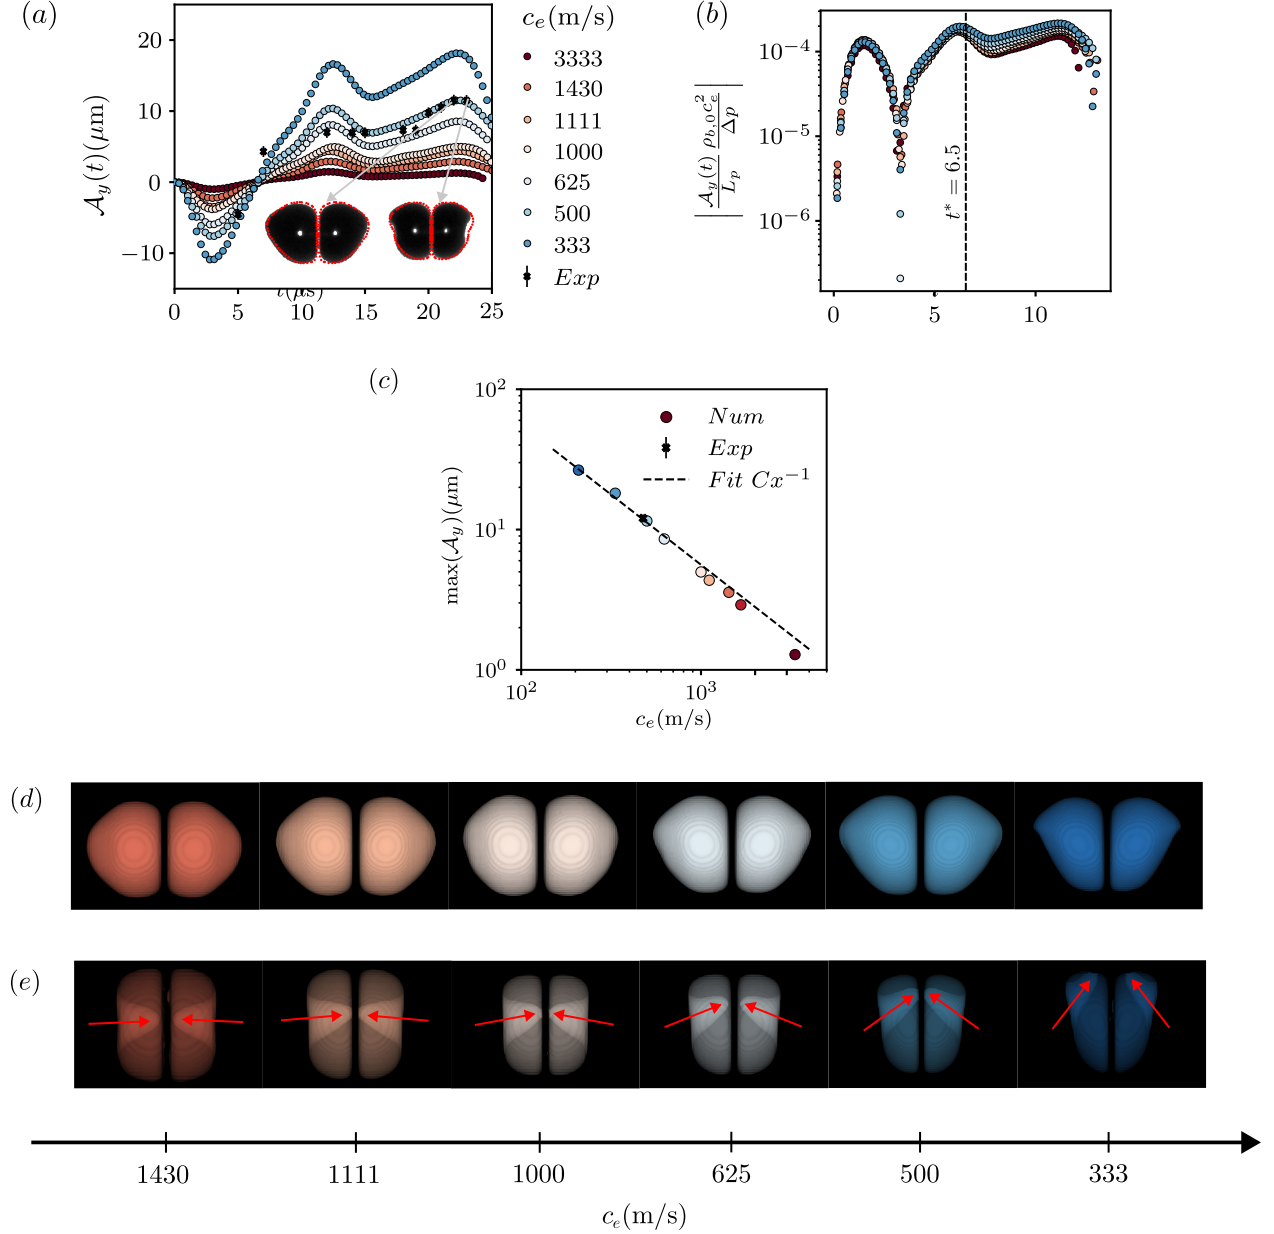 (a)
𝒜_y(t)(μm)
20
10
0
−10
0
5
10
15
20
25
t(μs)
c_e(m/s)
3333
1430
1111
1000
625
500
333
Exp
(b)
|𝒜_y(t)/L_p ρ_{b,0}c_e^2/Δp|
10^{−4}
10^{−5}
10^{−6}
t* = 6.5
0
5
10
(c)
max(𝒜_y)(μm)
10^2
10^1
10^0
Num
Exp
Fit Cx^{−1}
10^2
10^3
c_e(m/s)
(d)
(e)
1430
1111
1000
625
500
333
c_e(m/s)